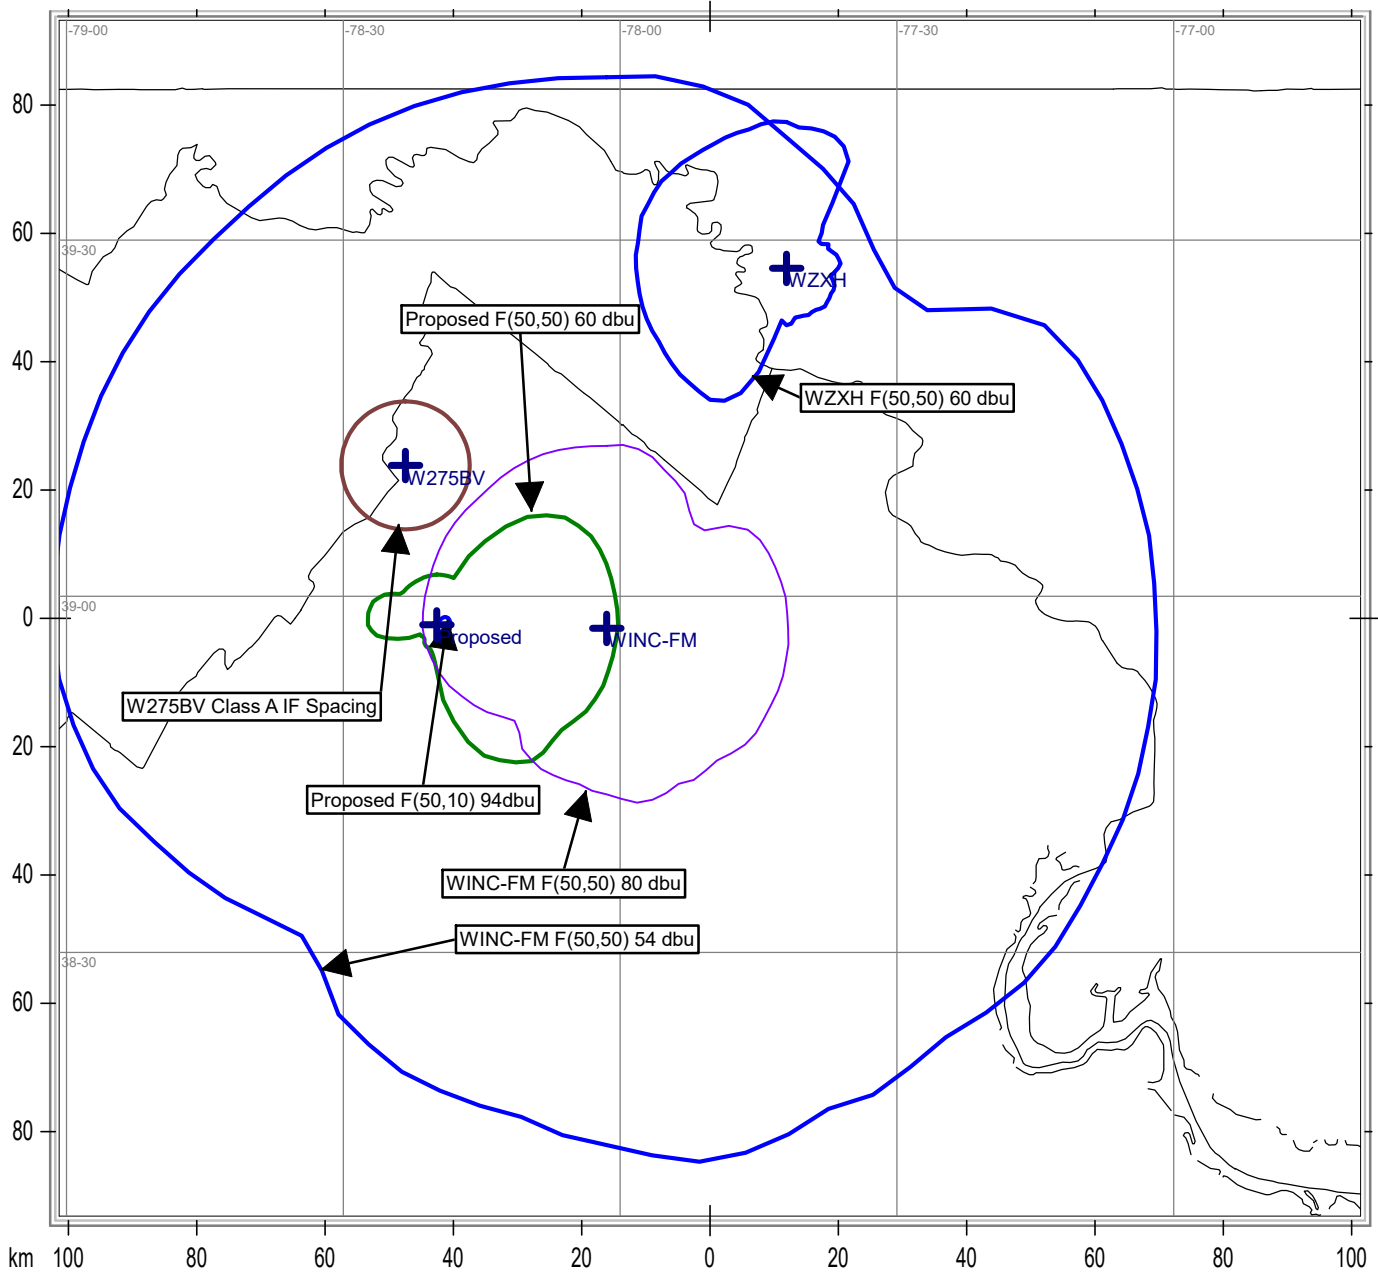 -79-00
-78-30
-78-00
-77-30
-77-00
80
60
39-30
WZXH
Proposed F(50,50) 60 dbu
40
WZXH F(50,50) 60 dbu
20
W275BV
39-00
0
Proposed
WINC-FM
W275BV Class A IF Spacing
20
Proposed F(50,10) 94dbu
40
WINC-FM F(50,50) 80 dbu
WINC-FM F(50,50) 54 dbu
38-30
60
80
km 100 80 60 40 20 0 20 40 60 80 100